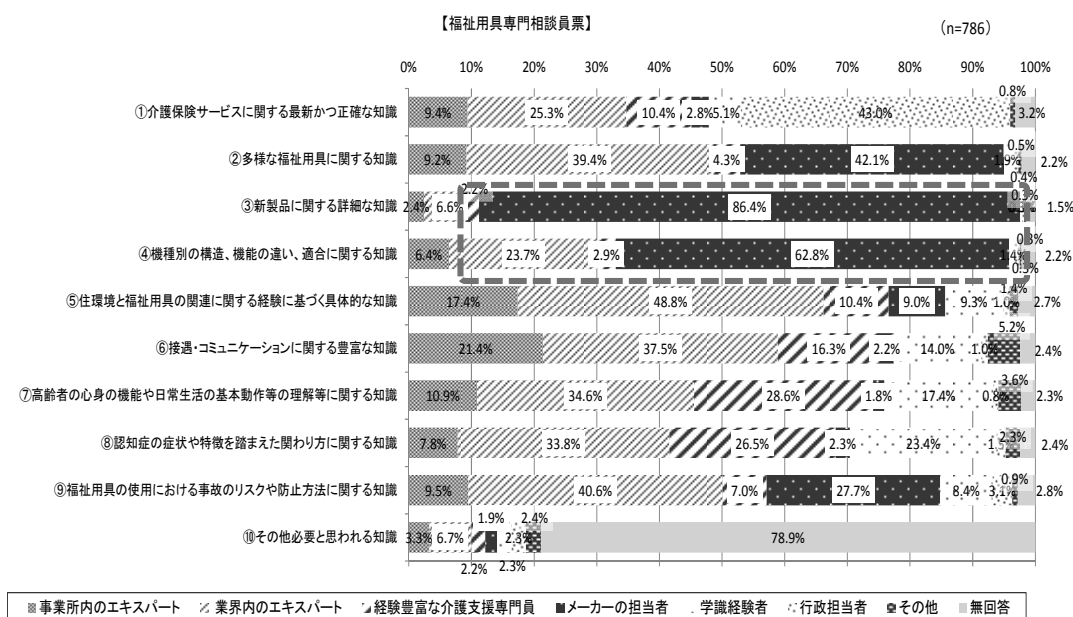 【福祉用具専門相談員票】
(n=786)
0% 10% 20% 30% 40% 50% 60% 70% 80% 90% 100%
①介護保険サービスに関する最新かつ正確な知識 9.4% 25.3% 10.4% 2.8% 5.1% 43.0% 0.8% 3.2%
②多様な福祉用具に関する知識 9.2% 39.4% 4.3% 42.1% 1.9% 0.5% 0.4% 2.2%
③新製品に関する詳細な知識 2.4% 6.6% 2.2% 86.4% 0.3% 1.5%
④機種別の構造、機能の違い、適合に関する知識 6.4% 23.7% 2.9% 62.8% 1.4% 0.3% 0.3% 2.2%
⑤住環境と福祉用具の関連に関する経験に基づく具体的な知識 17.4% 48.8% 10.4% 9.0% 9.3% 1.0% 1.4% 2.7%
⑥接遇・コミュニケーションに関する豊富な知識 21.4% 37.5% 16.3% 2.2% 14.0% 1.0% 5.2% 2.4%
⑦高齢者の心身の機能や日常生活の基本動作等の理解等に関する知識 10.9% 34.6% 28.6% 1.8% 17.4% 0.8% 3.6% 2.3%
⑧認知症の症状や特徴を踏まえた関わり方に関する知識 7.8% 33.8% 26.5% 2.3% 23.4% 2.3% 2.4%
⑨福祉用具の使用における事故のリスクや防止方法に関する知識 9.5% 40.6% 7.0% 27.7% 8.4% 3.1% 0.9% 2.8%
⑩その他必要と思われる知識 3.3% 6.7% 2.2% 1.9% 2.3% 2.3% 2.4% 78.9%
事業所内のエキスパート 業界内のエキスパート 経験豊富な介護支援専門員 メーカーの担当者 学識経験者 行政担当者 その他 無回答